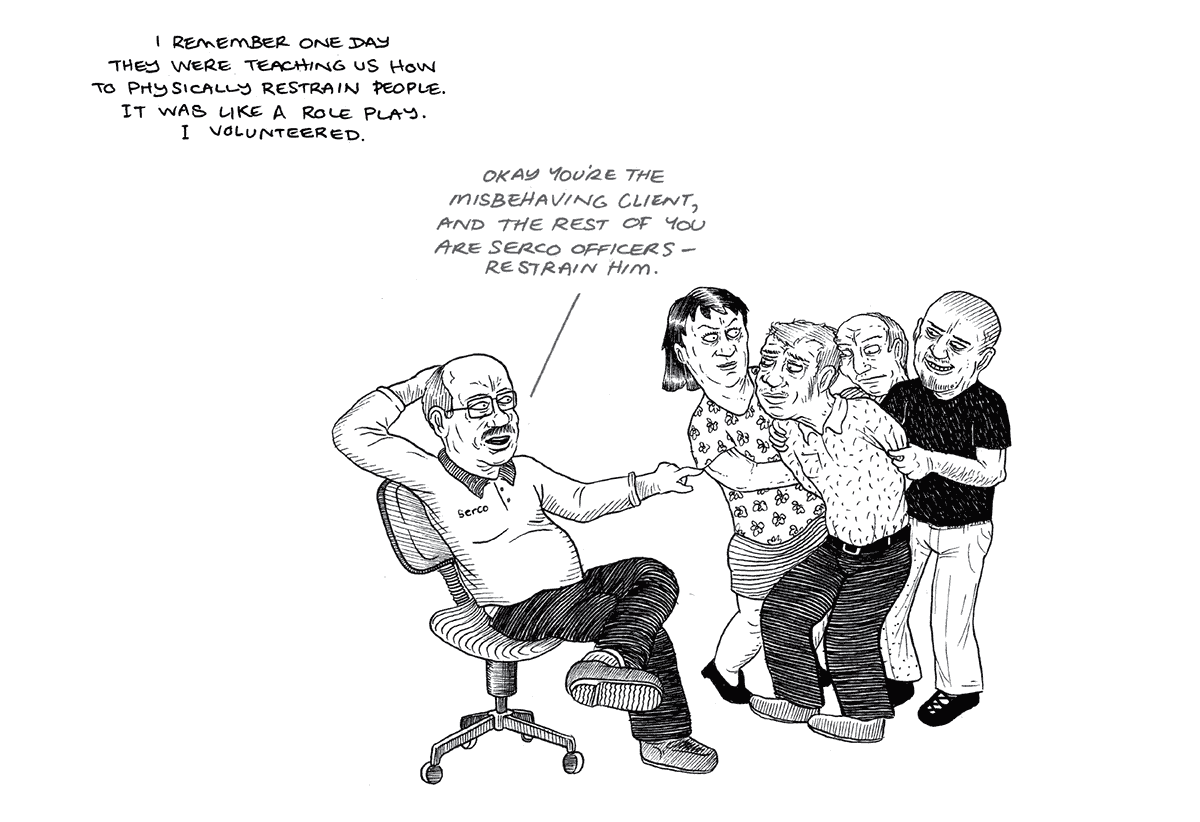 I REMEMBER ONE DAY
THEY WERE TEACHING US HOW
TO PHYSICALLY RESTRAIN PEOPLE.
IT WAS LIKE A ROLE PLAY.
I VOLUNTEERED.
OKAY YOU'RE THE
MISBEHAVING CLIENT,
AND THE REST OF YOU
ARE SERCO OFFICERS –
RESTRAIN HIM.
serco